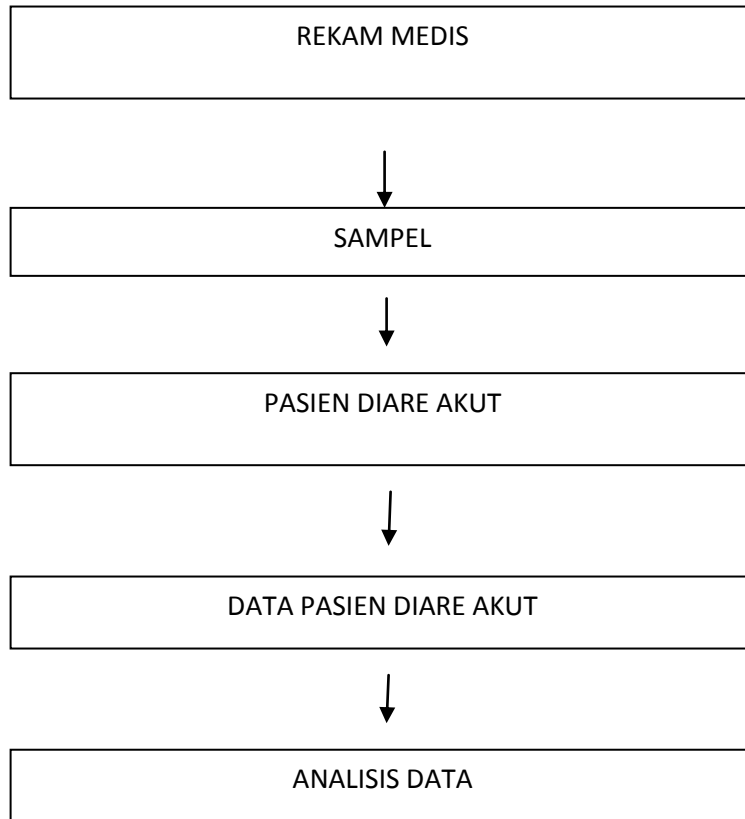 REKAM MEDIS
SAMPEL
PASIEN DIARE AKUT
DATA PASIEN DIARE AKUT
ANALISIS DATA